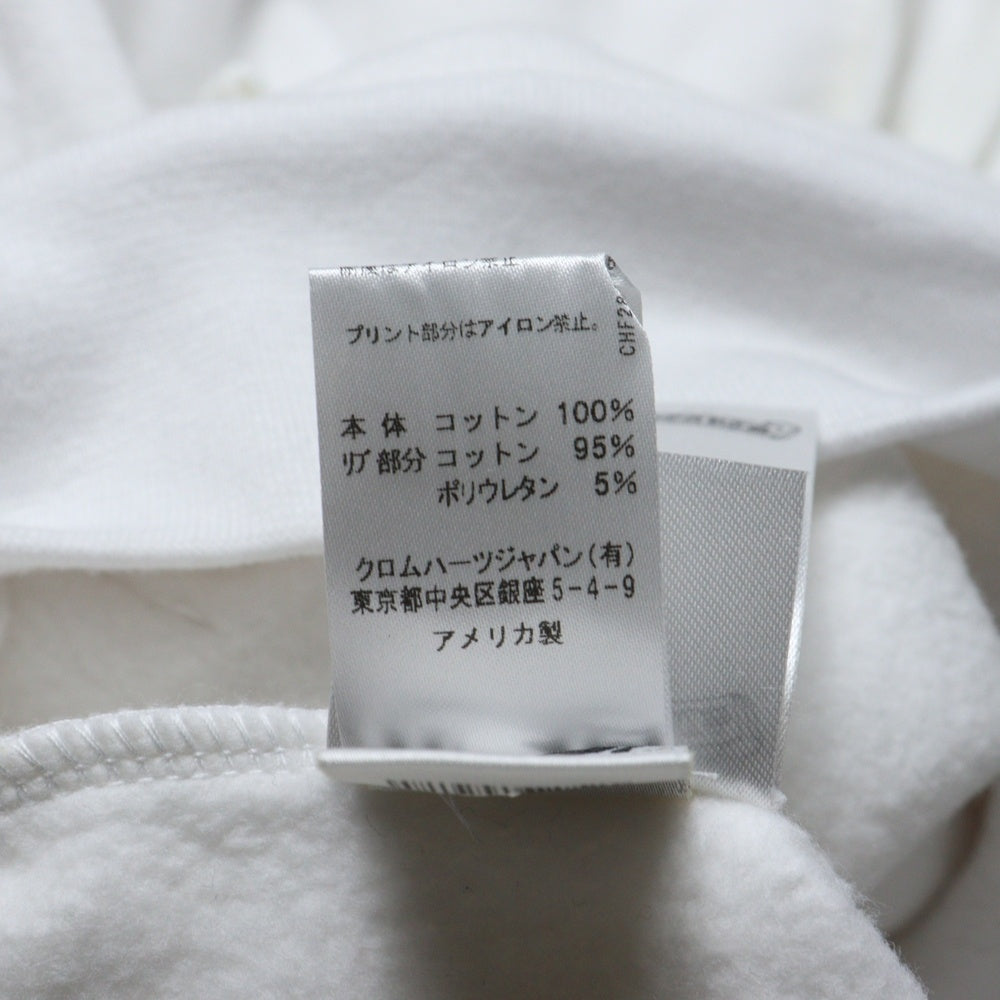 プリント部分はアイロン禁止。
本体 コットン 100%
リブ部分 コットン 95%
ポリウレタン 5%
クロムハーツジャパン(有)
東京都中央区銀座5-4-9
アメリカ製
CHF28